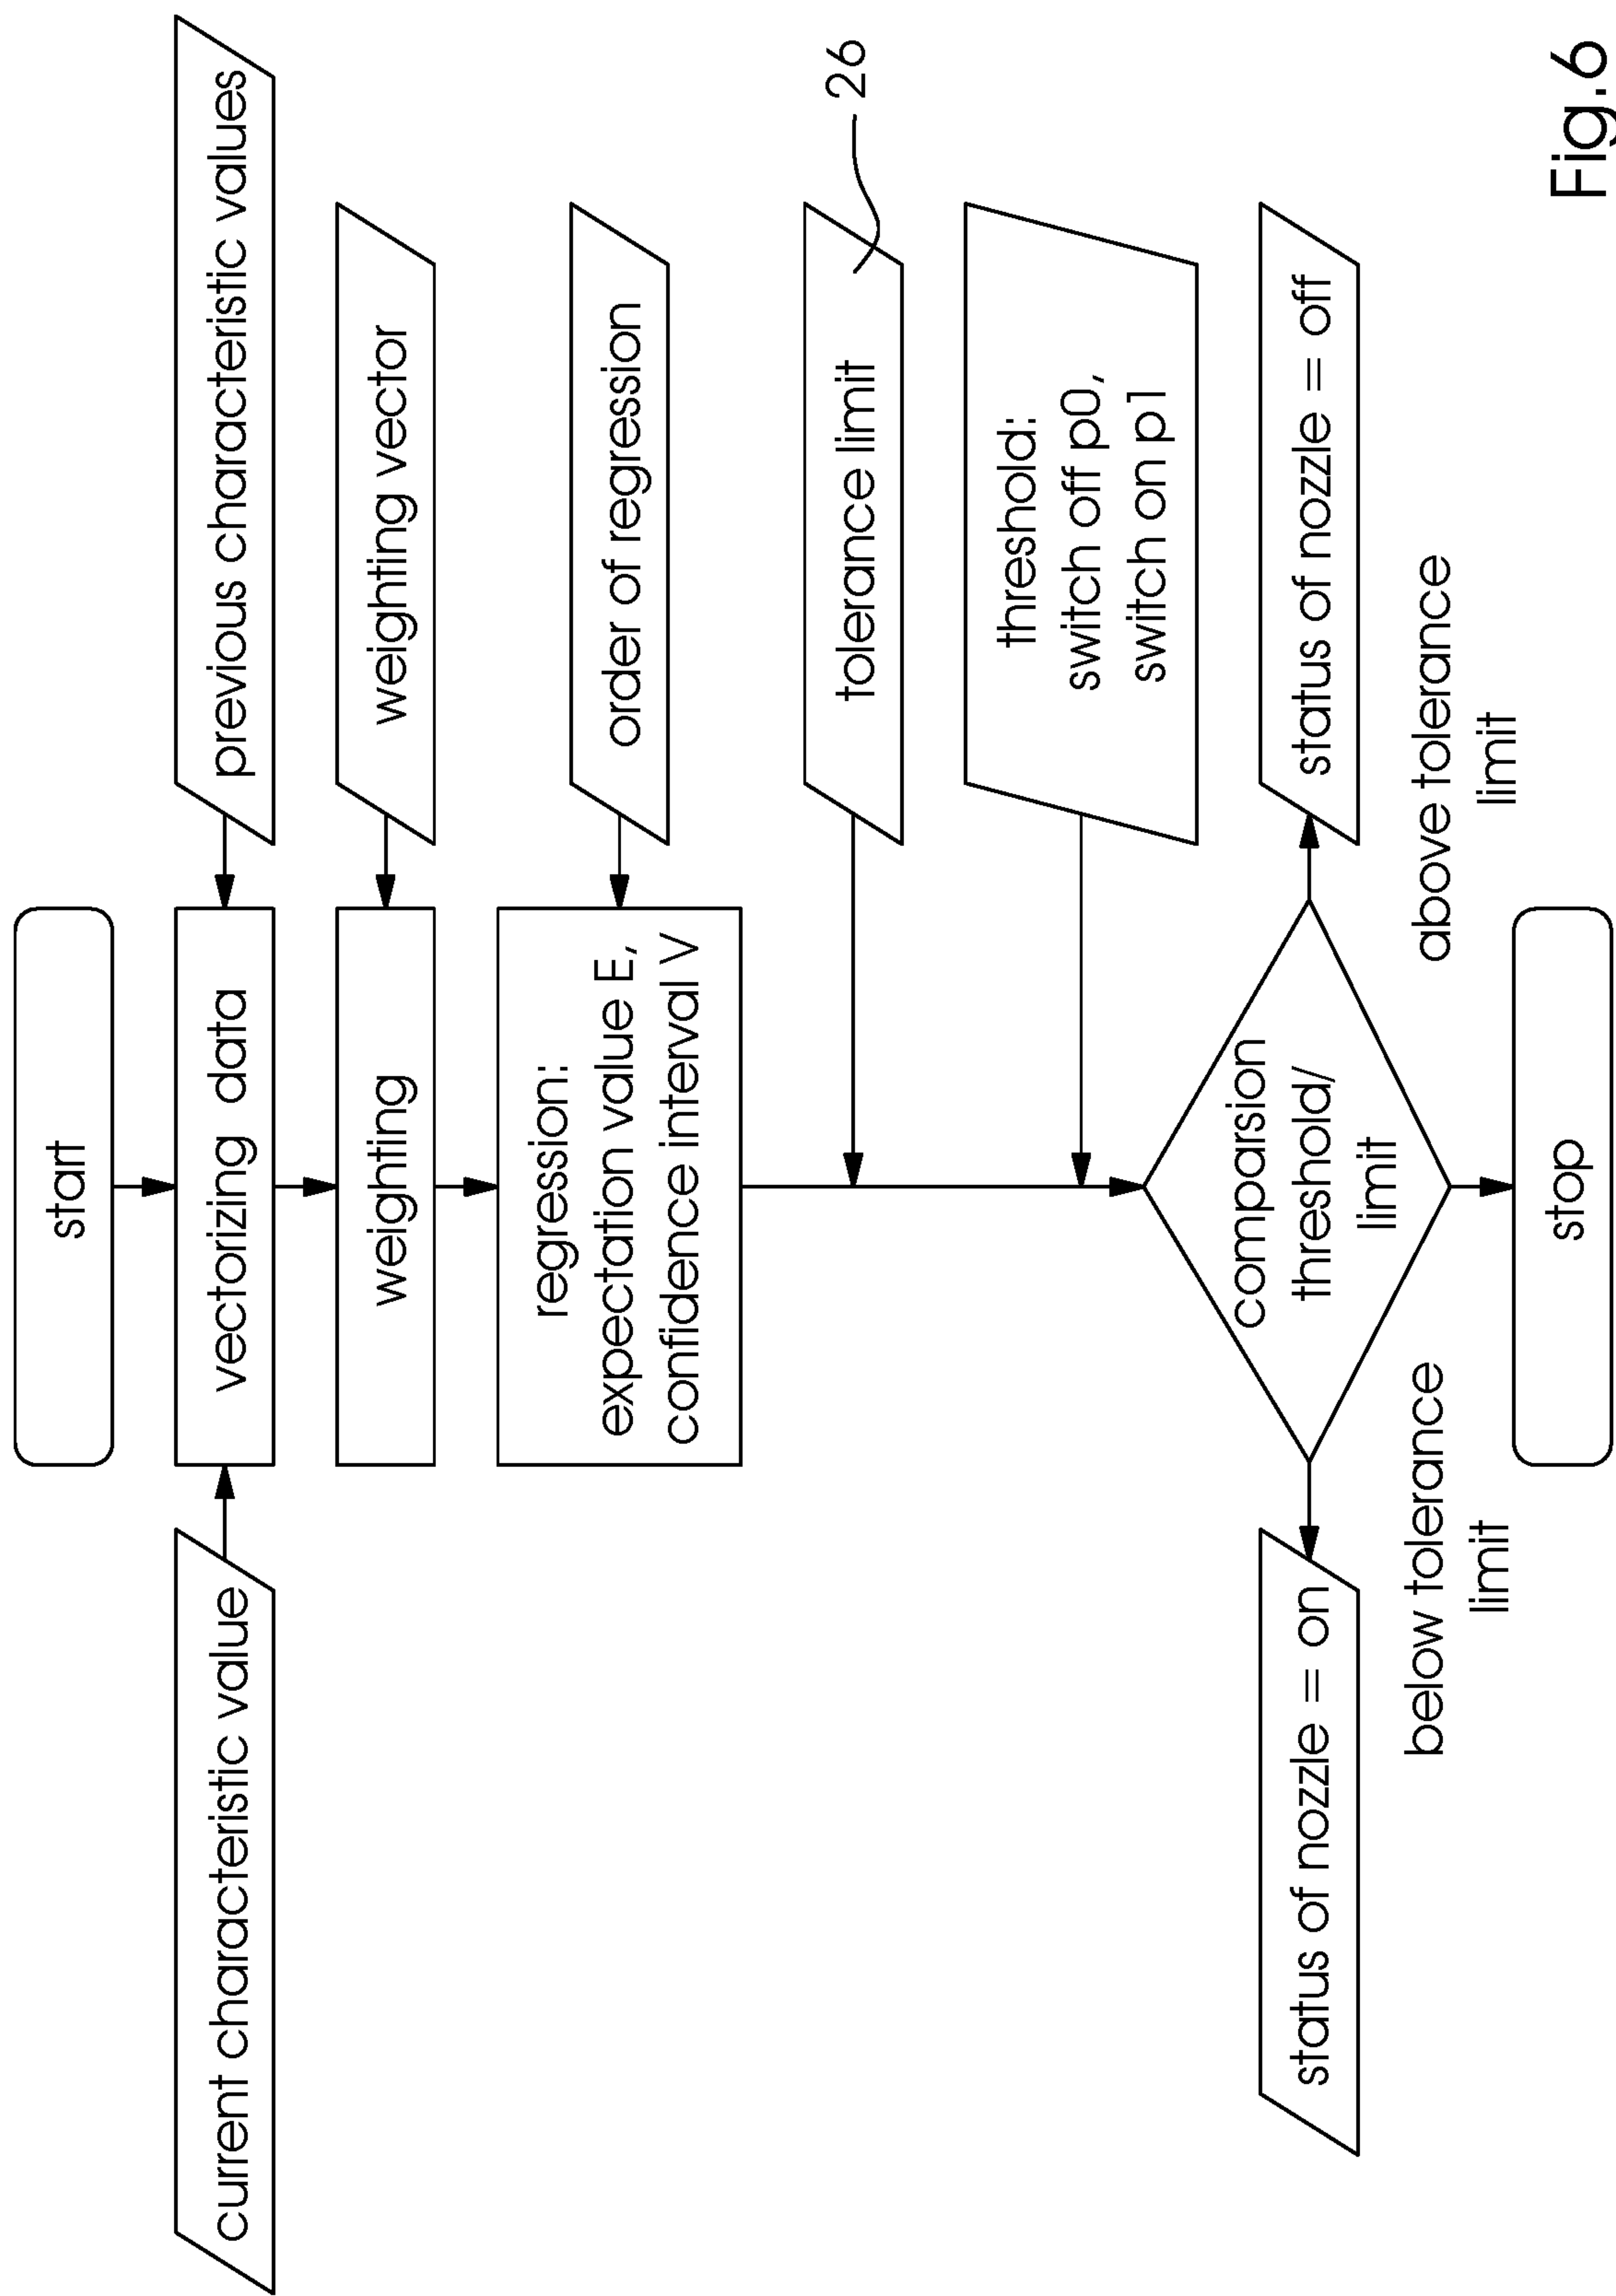 start
current characteristic value
vectorizing data
previous characteristic values
weighting
weighting vector
regression:
expectation value E,
confidence interval V
order of regression
tolerance limit
26
threshold:
switch off p0,
switch on p1
comparsion
threshold/
limit
status of nozzle = on
status of nozzle = off
below tolerance
limit
above tolerance
limit
stop
Fig.6